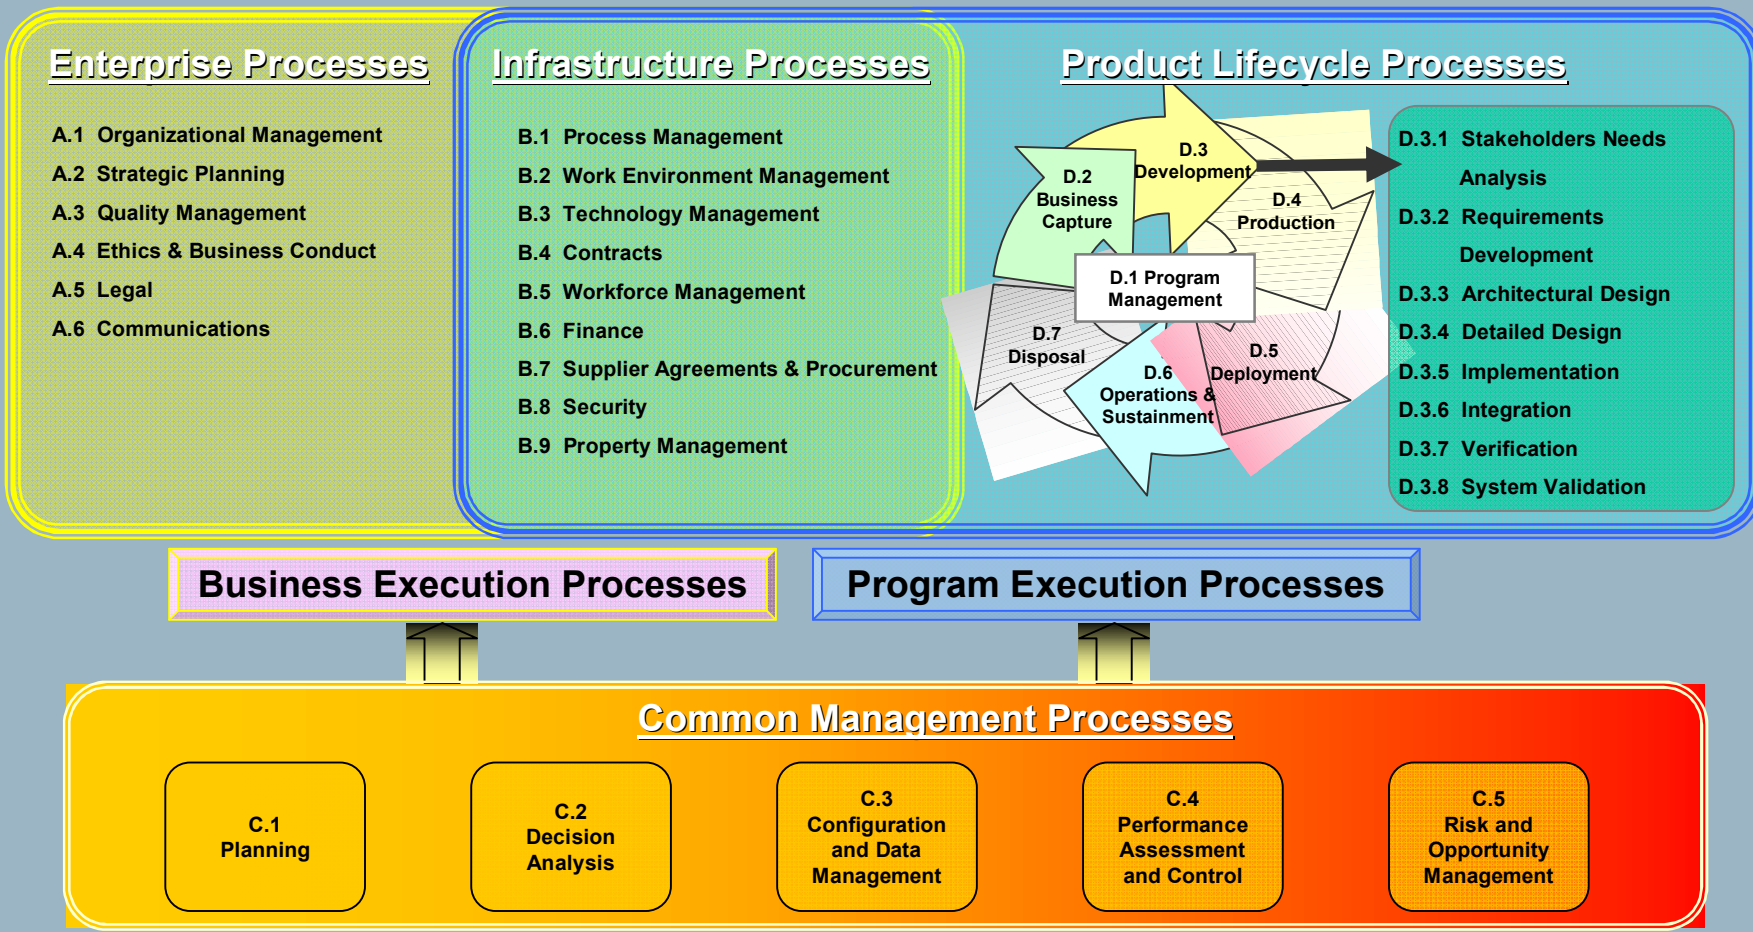 Enterprise Processes
A.1 Organizational Management
A.2 Strategic Planning
A.3 Quality Management
A.4 Ethics & Business Conduct
A.5 Legal
A.6 Communications
Infrastructure Processes
B.1 Process Management
B.2 Work Environment Management
B.3 Technology Management
B.4 Contracts
B.5 Workforce Management
B.6 Finance
B.7 Supplier Agreements & Procurement
B.8 Security
B.9 Property Management
Product Lifecycle Processes
D.1 Program
Management
D.2
Business
Capture
D.3
Development
D.4
Production
D.5
Deployment
D.6
Operations &
Sustainment
D.7
Disposal
D.3.1 Stakeholders Needs
Analysis
D.3.2 Requirements
Development
D.3.3 Architectural Design
D.3.4 Detailed Design
D.3.5 Implementation
D.3.6 Integration
D.3.7 Verification
D.3.8 System Validation
Business Execution Processes
Program Execution Processes
Common Management Processes
C.1
Planning
C.2
Decision
Analysis
C.3
Configuration
and Data
Management
C.4
Performance
Assessment
and Control
C.5
Risk and
Opportunity
Management